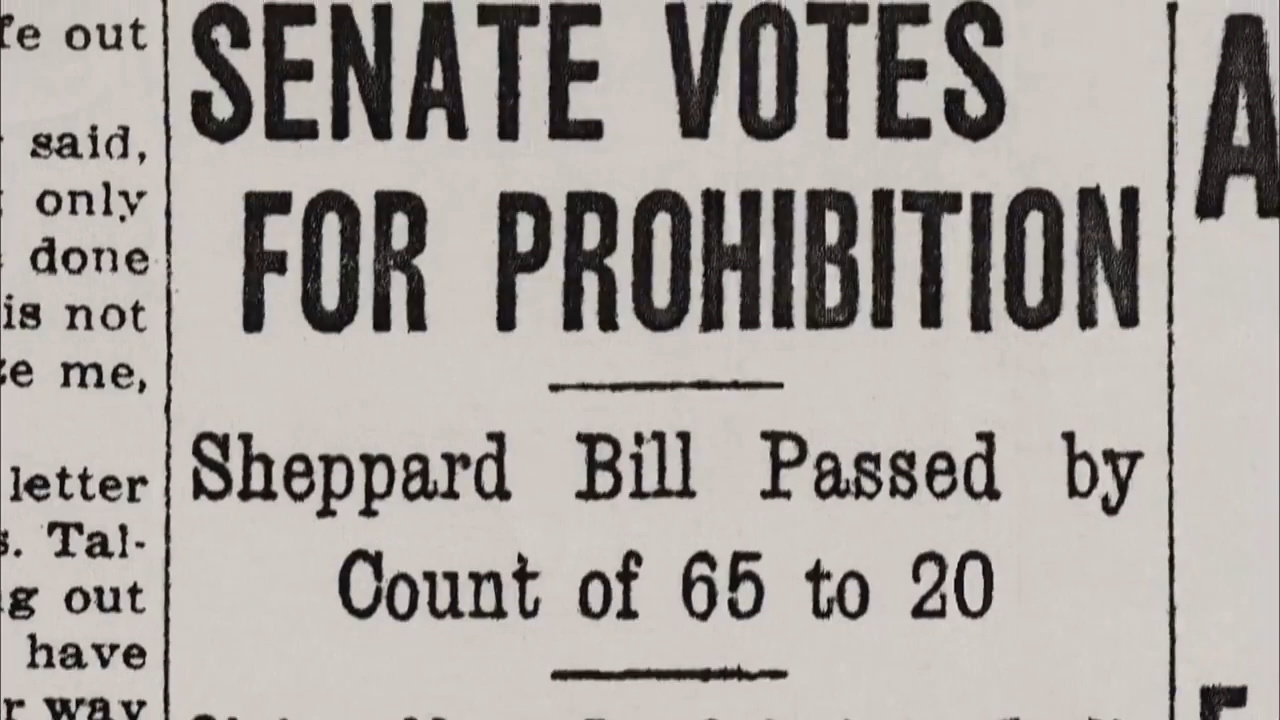 fe out
said,
only
done
is not
me,
letter
Tal-
out
have
way
SENATE VOTES
FOR PROHIBITION
Sheppard Bill Passed by
Count of 65 to 20
A